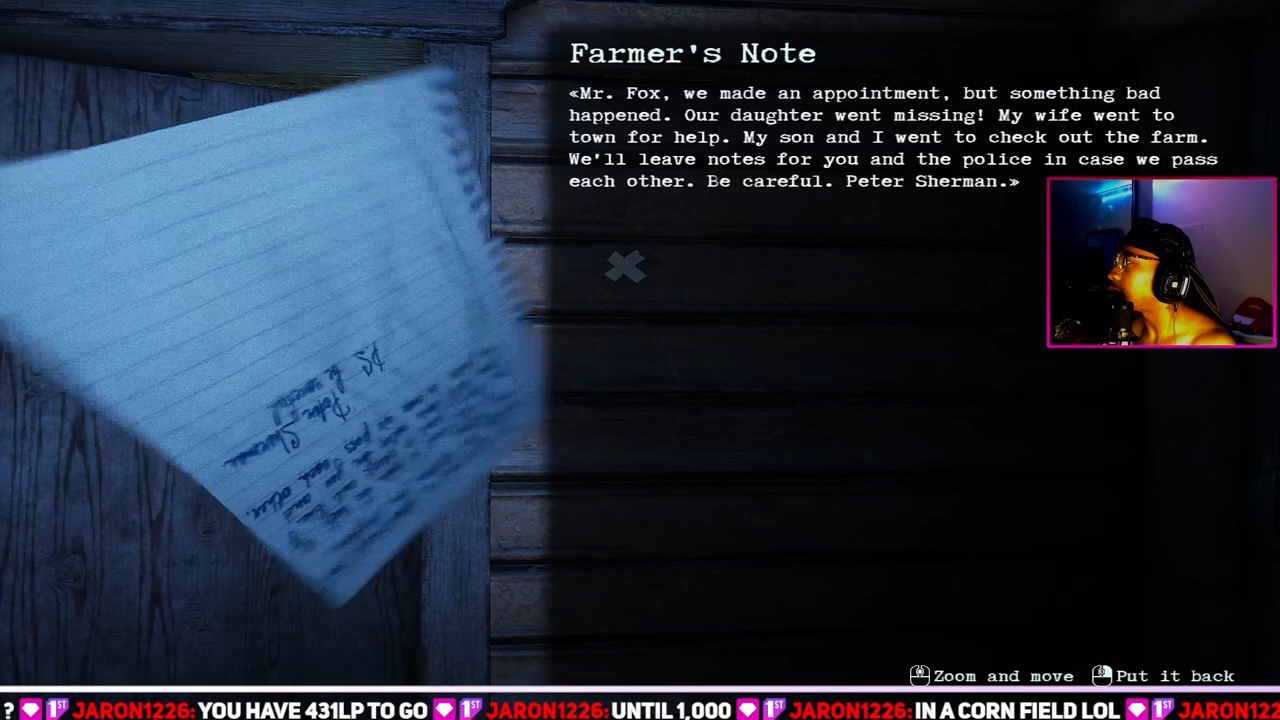 Farmer's Note
«Mr. Fox, we made an appointment, but something bad
happened. Our daughter went missing! My wife went to
town for help. My son and I went to check out the farm.
We'll leave notes for you and the police in case we pass
each other. Be careful. Peter Sherman.»
Peter Sherman
each other.
Zoom and move Put it back
? 1ST JARON1226: YOU HAVE 431LP TO GO 1ST JARON1226: UNTIL 1,000 1ST JARON1226: IN A CORN FIELD LOL 1ST JARON122